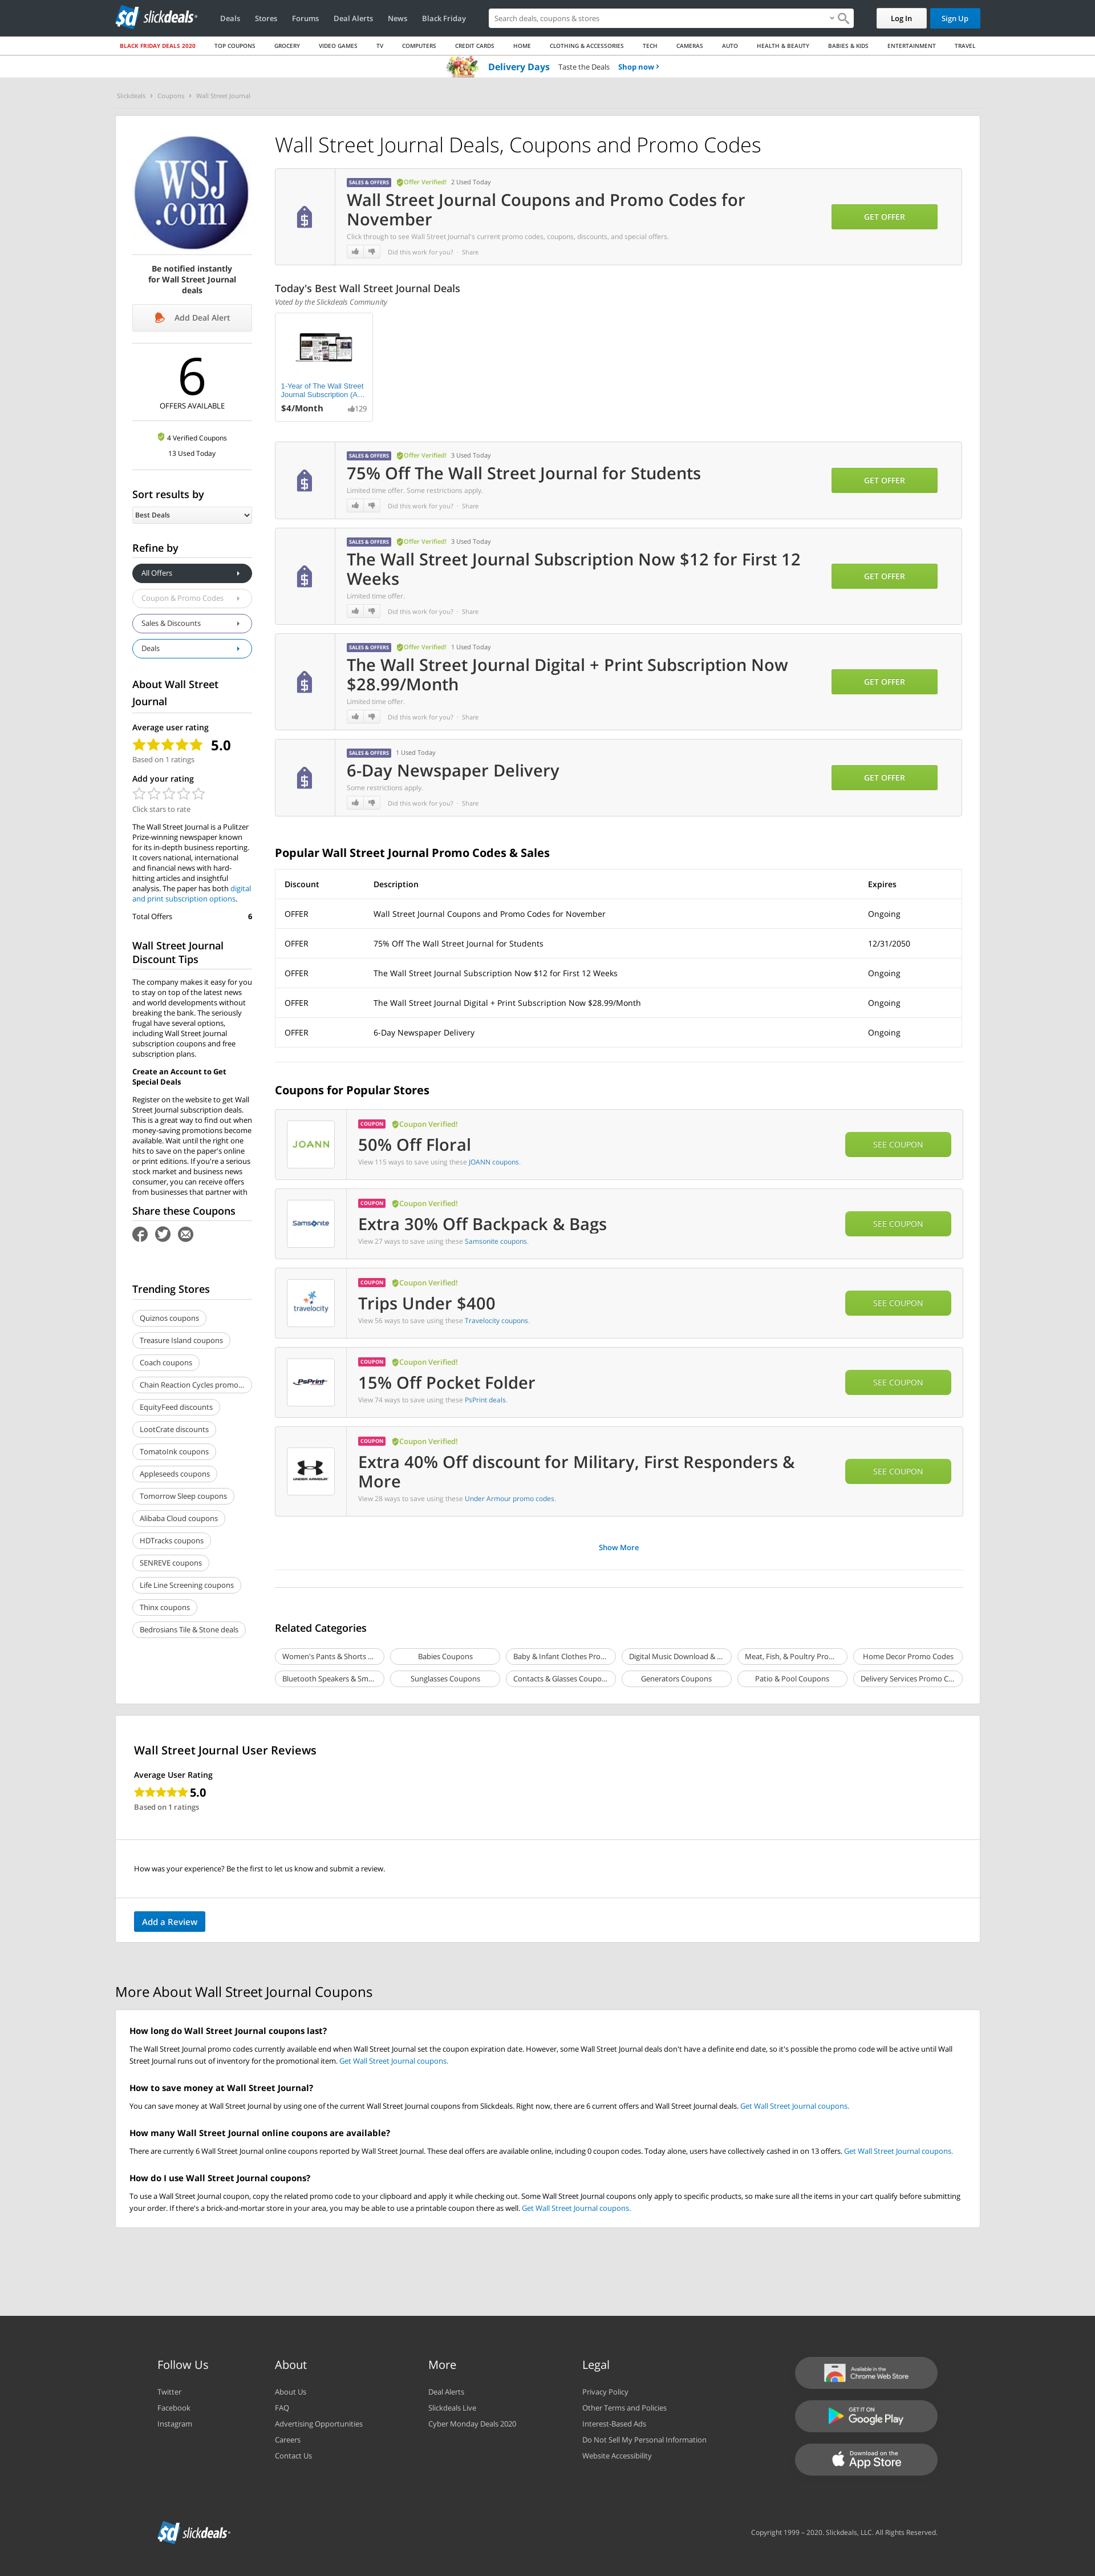 sd slickdeals
Deals Stores Forums Deal Alerts News Black Friday
Search deals, coupons & stores
Log In
Sign Up
BLACK FRIDAY DEALS 2020 TOP COUPONS GROCERY VIDEO GAMES TV COMPUTERS CREDIT CARDS HOME CLOTHING & ACCESSORIES TECH CAMERAS AUTO HEALTH & BEAUTY BABIES & KIDS ENTERTAINMENT TRAVEL
Delivery Days Taste the Deals Shop now ›
Slickdeals › Coupons › Wall Street Journal
WSJ
.com
Be notified instantly
for Wall Street Journal
deals
Add Deal Alert
6
OFFERS AVAILABLE
4 Verified Coupons
13 Used Today
Sort results by
Best Deals
Refine by
All Offers
Coupon & Promo Codes
Sales & Discounts
Deals
About Wall Street
Journal
Average user rating
5.0
Based on 1 ratings
Add your rating
Click stars to rate
The Wall Street Journal is a Pulitzer
Prize-winning newspaper known
for its in-depth business reporting.
It covers national, international
and financial news with hard-
hitting articles and insightful
analysis. The paper has both digital
and print subscription options.
Total Offers 6
Wall Street Journal
Discount Tips
The company makes it easy for you
to stay on top of the latest news
and world developments without
breaking the bank. The seriously
frugal have several options,
including Wall Street Journal
subscription coupons and free
subscription plans.
Create an Account to Get
Special Deals
Register on the website to get Wall
Street Journal subscription deals.
This is a great way to find out when
money-saving promotions become
available. Wait until the right one
hits to save on the paper's online
or print editions. If you're a serious
stock market and business news
consumer, you can receive offers
from businesses that partner with
Share these Coupons
Trending Stores
Quiznos coupons
Treasure Island coupons
Coach coupons
Chain Reaction Cycles promo...
EquityFeed discounts
LootCrate discounts
TomatoInk coupons
Appleseeds coupons
Tomorrow Sleep coupons
Alibaba Cloud coupons
HDTracks coupons
SENREVE coupons
Life Line Screening coupons
Thinx coupons
Bedrosians Tile & Stone deals
Wall Street Journal Deals, Coupons and Promo Codes
SALES & OFFERS Offer Verified! 2 Used Today
Wall Street Journal Coupons and Promo Codes for
November
Click through to see Wall Street Journal's current promo codes, coupons, discounts, and special offers.
Did this work for you? · Share
GET OFFER
Today's Best Wall Street Journal Deals
Voted by the Slickdeals Community
1-Year of The Wall Street
Journal Subscription (A…
$4/Month 129
SALES & OFFERS Offer Verified! 3 Used Today
75% Off The Wall Street Journal for Students
Limited time offer. Some restrictions apply.
Did this work for you? · Share
GET OFFER
SALES & OFFERS Offer Verified! 3 Used Today
The Wall Street Journal Subscription Now $12 for First 12
Weeks
Limited time offer.
Did this work for you? · Share
GET OFFER
SALES & OFFERS Offer Verified! 1 Used Today
The Wall Street Journal Digital + Print Subscription Now
$28.99/Month
Limited time offer.
Did this work for you? · Share
GET OFFER
SALES & OFFERS 1 Used Today
6-Day Newspaper Delivery
Some restrictions apply.
Did this work for you? · Share
GET OFFER
Popular Wall Street Journal Promo Codes & Sales
Discount Description Expires
OFFER Wall Street Journal Coupons and Promo Codes for November Ongoing
OFFER 75% Off The Wall Street Journal for Students 12/31/2050
OFFER The Wall Street Journal Subscription Now $12 for First 12 Weeks Ongoing
OFFER The Wall Street Journal Digital + Print Subscription Now $28.99/Month Ongoing
OFFER 6-Day Newspaper Delivery Ongoing
Coupons for Popular Stores
JOANN
COUPON Coupon Verified!
50% Off Floral
View 115 ways to save using these JOANN coupons.
SEE COUPON
Samsonite
COUPON Coupon Verified!
Extra 30% Off Backpack & Bags
View 27 ways to save using these Samsonite coupons.
SEE COUPON
travelocity
COUPON Coupon Verified!
Trips Under $400
View 56 ways to save using these Travelocity coupons.
SEE COUPON
PsPrint
COUPON Coupon Verified!
15% Off Pocket Folder
View 74 ways to save using these PsPrint deals.
SEE COUPON
UNDER ARMOUR
COUPON Coupon Verified!
Extra 40% Off discount for Military, First Responders &
More
View 28 ways to save using these Under Armour promo codes.
SEE COUPON
Show More
Related Categories
Women's Pants & Shorts ... Babies Coupons Baby & Infant Clothes Pro... Digital Music Download & ... Meat, Fish, & Poultry Pro... Home Decor Promo Codes
Bluetooth Speakers & Sm... Sunglasses Coupons Contacts & Glasses Coupo... Generators Coupons Patio & Pool Coupons Delivery Services Promo C...
Wall Street Journal User Reviews
Average User Rating
5.0
Based on 1 ratings
How was your experience? Be the first to let us know and submit a review.
Add a Review
More About Wall Street Journal Coupons
How long do Wall Street Journal coupons last?
The Wall Street Journal promo codes currently available end when Wall Street Journal set the coupon expiration date. However, some Wall Street Journal deals don't have a definite end date, so it's possible the promo code will be active until Wall
Street Journal runs out of inventory for the promotional item. Get Wall Street Journal coupons.
How to save money at Wall Street Journal?
You can save money at Wall Street Journal by using one of the current Wall Street Journal coupons from Slickdeals. Right now, there are 6 current offers and Wall Street Journal deals. Get Wall Street Journal coupons.
How many Wall Street Journal online coupons are available?
There are currently 6 Wall Street Journal online coupons reported by Wall Street Journal. These deal offers are available online, including 0 coupon codes. Today alone, users have collectively cashed in on 13 offers. Get Wall Street Journal coupons.
How do I use Wall Street Journal coupons?
To use a Wall Street Journal coupon, copy the related promo code to your clipboard and apply it while checking out. Some Wall Street Journal coupons only apply to specific products, so make sure all the items in your cart qualify before submitting
your order. If there's a brick-and-mortar store in your area, you may be able to use a printable coupon there as well. Get Wall Street Journal coupons.
Follow Us
Twitter
Facebook
Instagram
About
About Us
FAQ
Advertising Opportunities
Careers
Contact Us
More
Deal Alerts
Slickdeals Live
Cyber Monday Deals 2020
Legal
Privacy Policy
Other Terms and Policies
Interest-Based Ads
Do Not Sell My Personal Information
Website Accessibility
Available in the
Chrome Web Store
GET IT ON
Google Play
Download on the
App Store
sd slickdeals
Copyright 1999 – 2020. Slickdeals, LLC. All Rights Reserved.